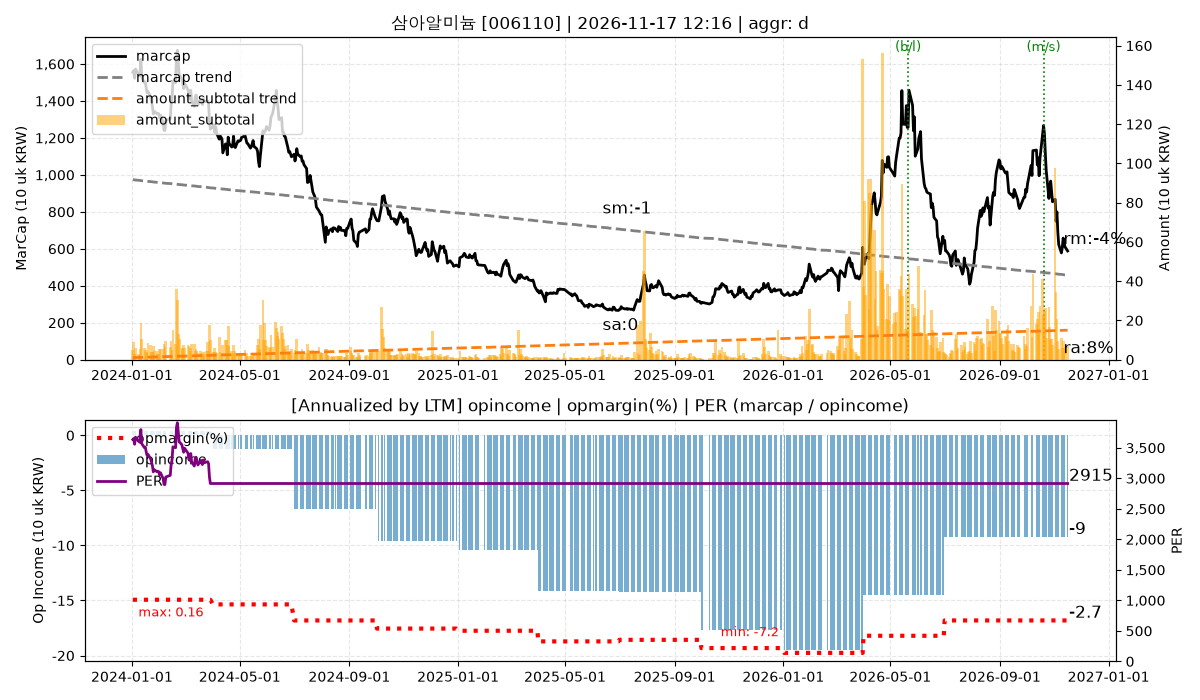 삼아알미늄 [006110] | 2026-11-17 12:16 | aggr: d
MarCap (10 uk KRW)
1,600
1,400
1,200
1,000
800
600
400
200
0
marcap
marcap trend
amount_subtotal trend
amount_subtotal
(b/l)
(m/s)
sm:-1
sa:0
rm:-4%
ra:8%
160
140
120
100
80
60
40
20
0
Amount (10 uk KRW)
2024-01-01
2024-05-01
2024-09-01
2025-01-01
2025-05-01
2025-09-01
2026-01-01
2026-05-01
2026-09-01
2027-01-01
[Annualized by LTM] opincome | opmargin(%) | PER (marcap / opincome)
Op Income (10 uk KRW)
0
-5
-10
-15
-20
opmargin(%)
opincome
PER
max: 0.16
min: -7.2
2915
-9
-2.7
3,500
3,000
2,500
2,000
1,500
1,000
500
0
PER
2024-01-01
2024-05-01
2024-09-01
2025-01-01
2025-05-01
2025-09-01
2026-01-01
2026-05-01
2026-09-01
2027-01-01